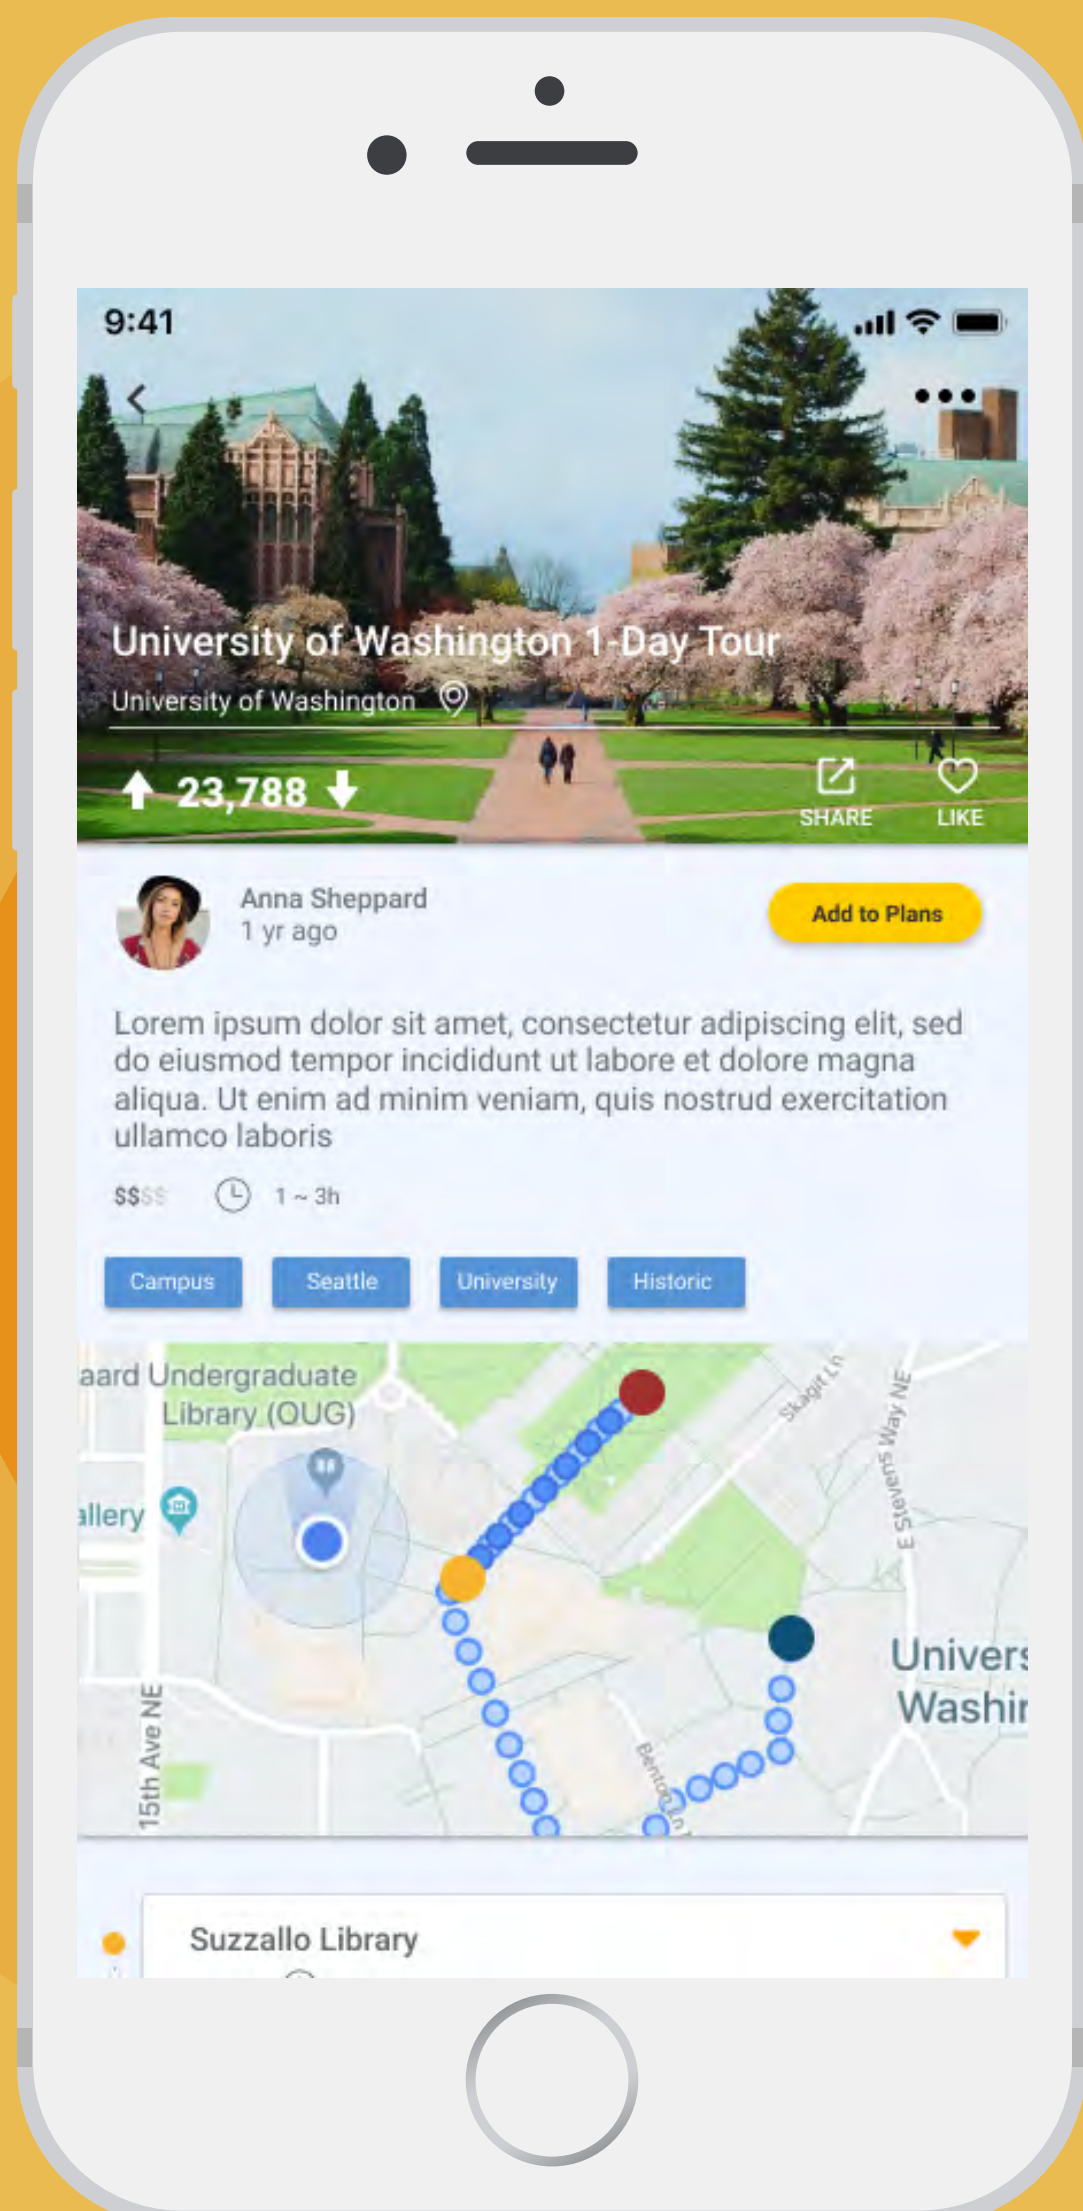 9:41
University of Washington 1-Day Tour
University of Washington
23,788
SHARE
LIKE
Anna Sheppard
1 yr ago
Add to Plans
Lorem ipsum dolor sit amet, consectetur adipiscing elit, sed
do eiusmod tempor incididunt ut labore et dolore magna
aliqua. Ut enim ad minim veniam, quis nostrud exercitation
ullamco laboris
$$$$
1 ~ 3h
Campus
Seattle
University
Historic
aard Undergraduate
Library (OUG)
allery
Skagit Ln
E Stevens Way NE
15th Ave NE
Benton Ln
Univers
Washin
Suzzallo Library